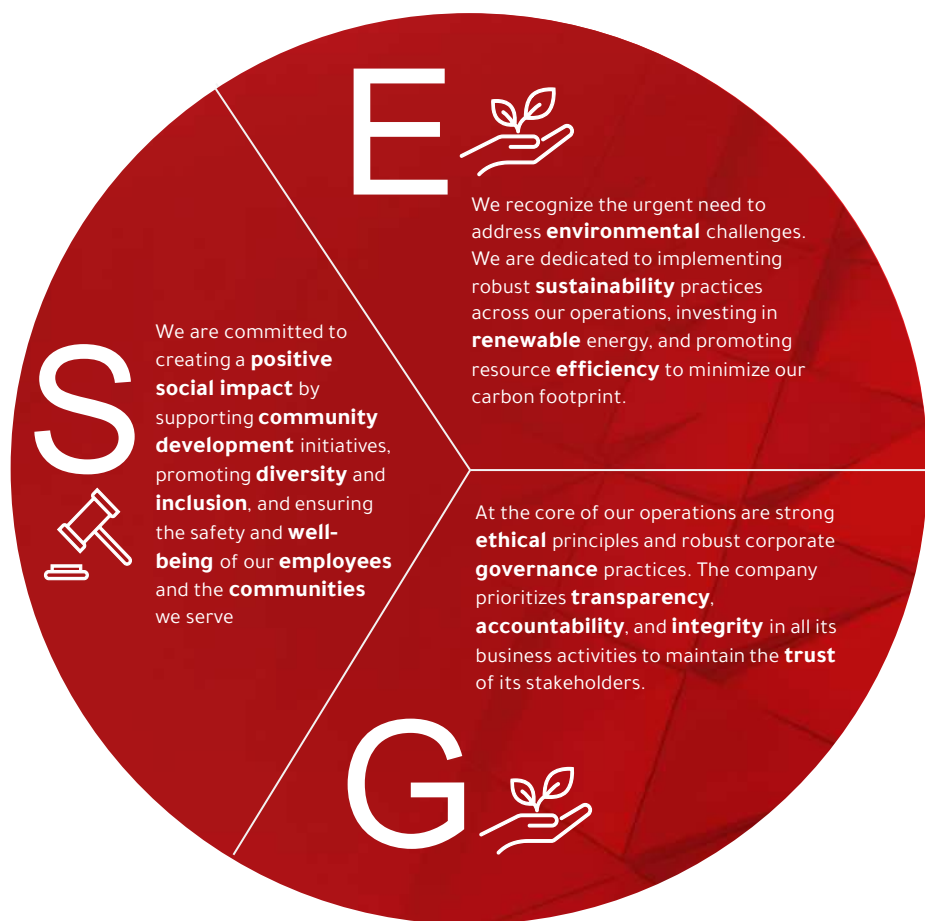 E
We recognize the urgent need to
address environmental challenges.
We are dedicated to implementing
robust sustainability practices
across our operations, investing in
renewable energy, and promoting
resource efficiency to minimize our
carbon footprint.
S
We are committed to
creating a positive
social impact by
supporting community
development initiatives,
promoting diversity and
inclusion, and ensuring
the safety and well-
being of our employees
and the communities
we serve
At the core of our operations are strong
ethical principles and robust corporate
governance practices. The company
prioritizes transparency,
accountability, and integrity in all its
business activities to maintain the trust
of its stakeholders.
G